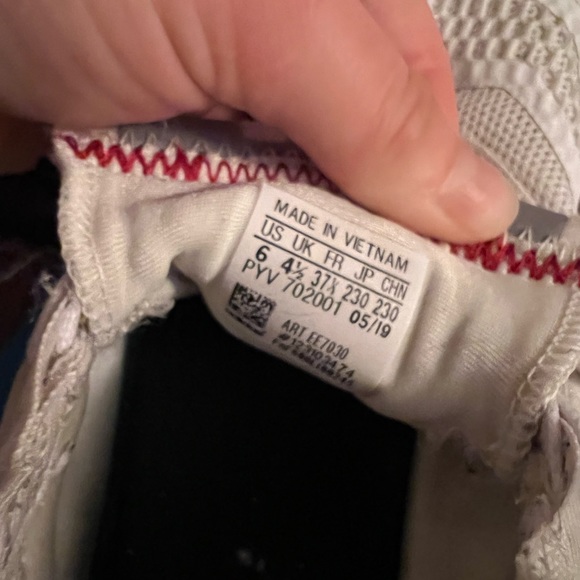 MADE IN VIETNAM
US UK FR JP CHN
6 4½ 37⅓ 230 230
PYV 702001 05/19
ART EE7030